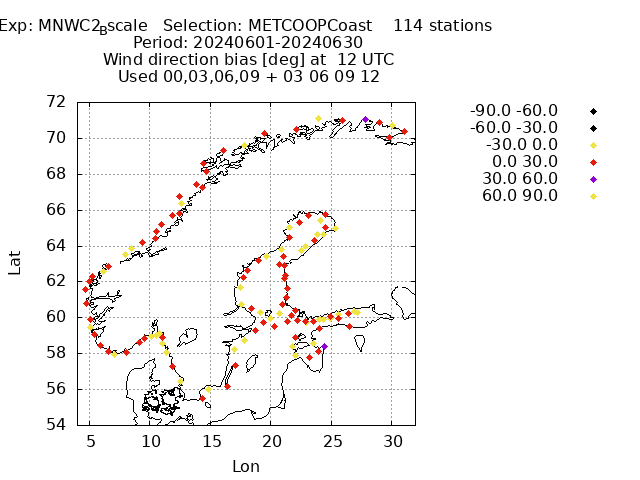 Exp: MNWC2Bscale   Selection: METCOOPCoast    114 stations
Period: 20240601-20240630
Wind direction bias [deg] at  12 UTC
Used 00,03,06,09 + 03 06 09 12
-90.0 -60.0
-60.0 -30.0
-30.0 0.0
0.0 30.0
30.0 60.0
60.0 90.0
72
70
68
66
64
62
60
58
56
54
Lat
5 10 15 20 25 30
Lon